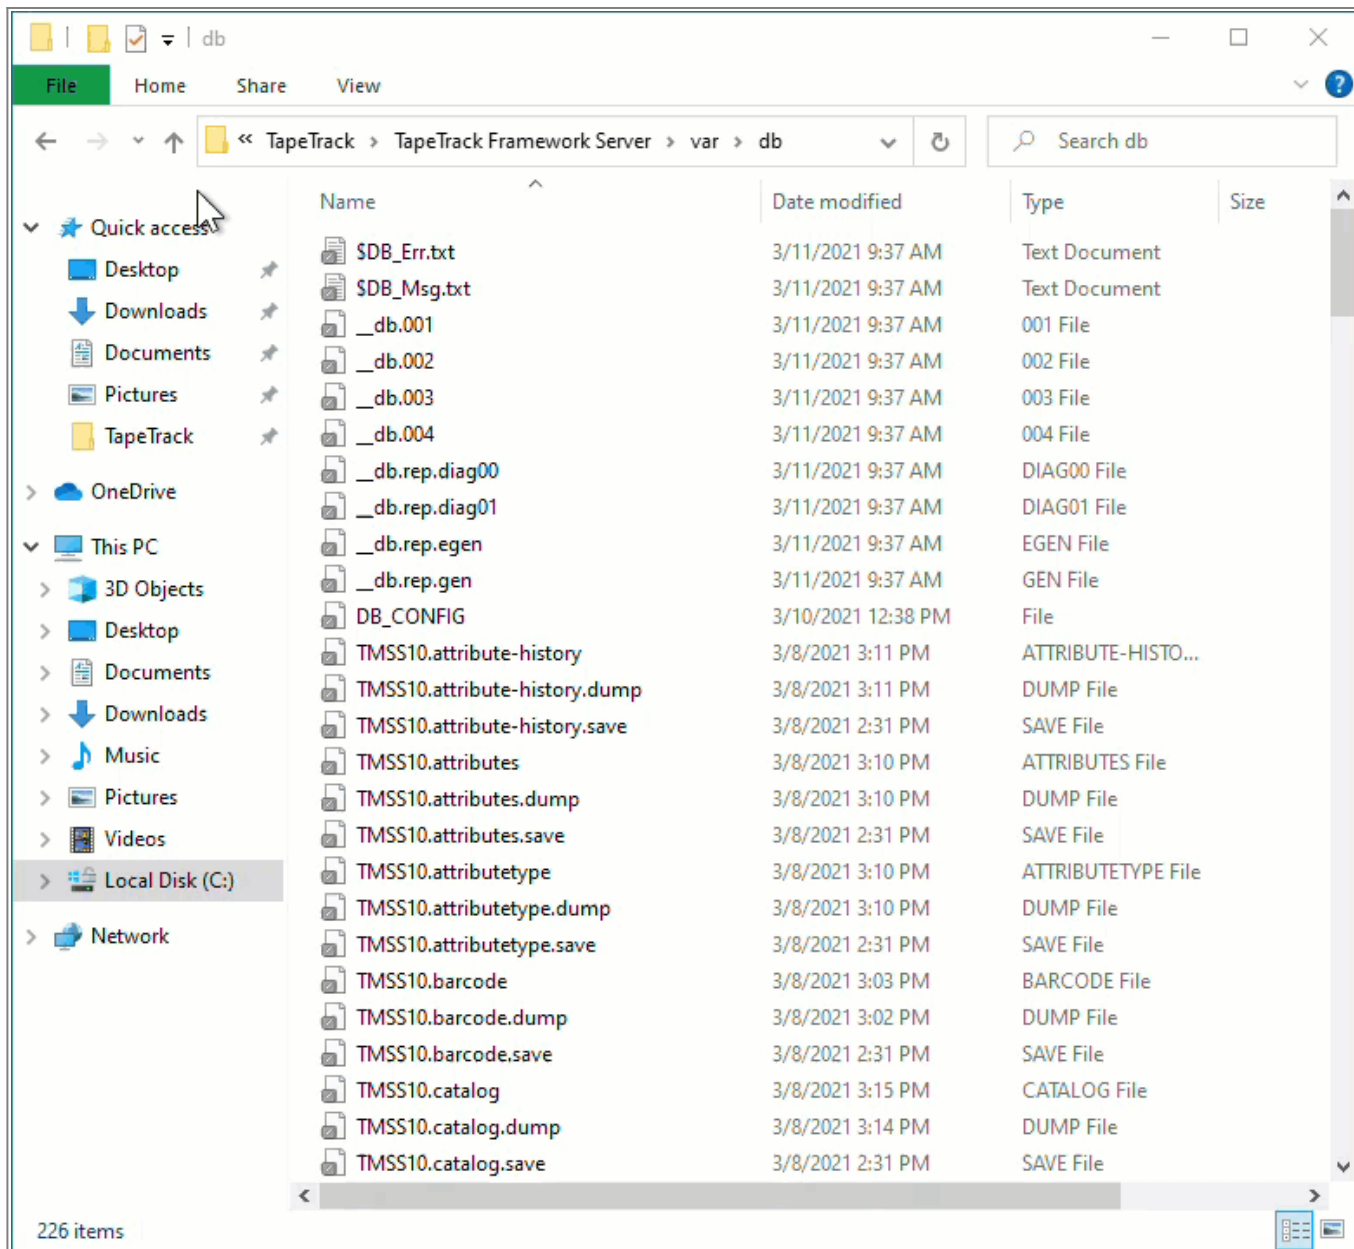 db
File Home Share View
« TapeTrack › TapeTrack Framework Server › var › db Search db
Name Date modified Type Size
Quick access
Desktop
Downloads
Documents
Pictures
TapeTrack
OneDrive
This PC
3D Objects
Desktop
Documents
Downloads
Music
Pictures
Videos
Local Disk (C:)
Network
$DB_Err.txt 3/11/2021 9:37 AM Text Document
$DB_Msg.txt 3/11/2021 9:37 AM Text Document
__db.001 3/11/2021 9:37 AM 001 File
__db.002 3/11/2021 9:37 AM 002 File
__db.003 3/11/2021 9:37 AM 003 File
__db.004 3/11/2021 9:37 AM 004 File
__db.rep.diag00 3/11/2021 9:37 AM DIAG00 File
__db.rep.diag01 3/11/2021 9:37 AM DIAG01 File
__db.rep.egen 3/11/2021 9:37 AM EGEN File
__db.rep.gen 3/11/2021 9:37 AM GEN File
DB_CONFIG 3/10/2021 12:38 PM File
TMSS10.attribute-history 3/8/2021 3:11 PM ATTRIBUTE-HISTO...
TMSS10.attribute-history.dump 3/8/2021 3:11 PM DUMP File
TMSS10.attribute-history.save 3/8/2021 2:31 PM SAVE File
TMSS10.attributes 3/8/2021 3:10 PM ATTRIBUTES File
TMSS10.attributes.dump 3/8/2021 3:10 PM DUMP File
TMSS10.attributes.save 3/8/2021 2:31 PM SAVE File
TMSS10.attributetype 3/8/2021 3:10 PM ATTRIBUTETYPE File
TMSS10.attributetype.dump 3/8/2021 3:10 PM DUMP File
TMSS10.attributetype.save 3/8/2021 2:31 PM SAVE File
TMSS10.barcode 3/8/2021 3:03 PM BARCODE File
TMSS10.barcode.dump 3/8/2021 3:02 PM DUMP File
TMSS10.barcode.save 3/8/2021 2:31 PM SAVE File
TMSS10.catalog 3/8/2021 3:15 PM CATALOG File
TMSS10.catalog.dump 3/8/2021 3:14 PM DUMP File
TMSS10.catalog.save 3/8/2021 2:31 PM SAVE File
226 items